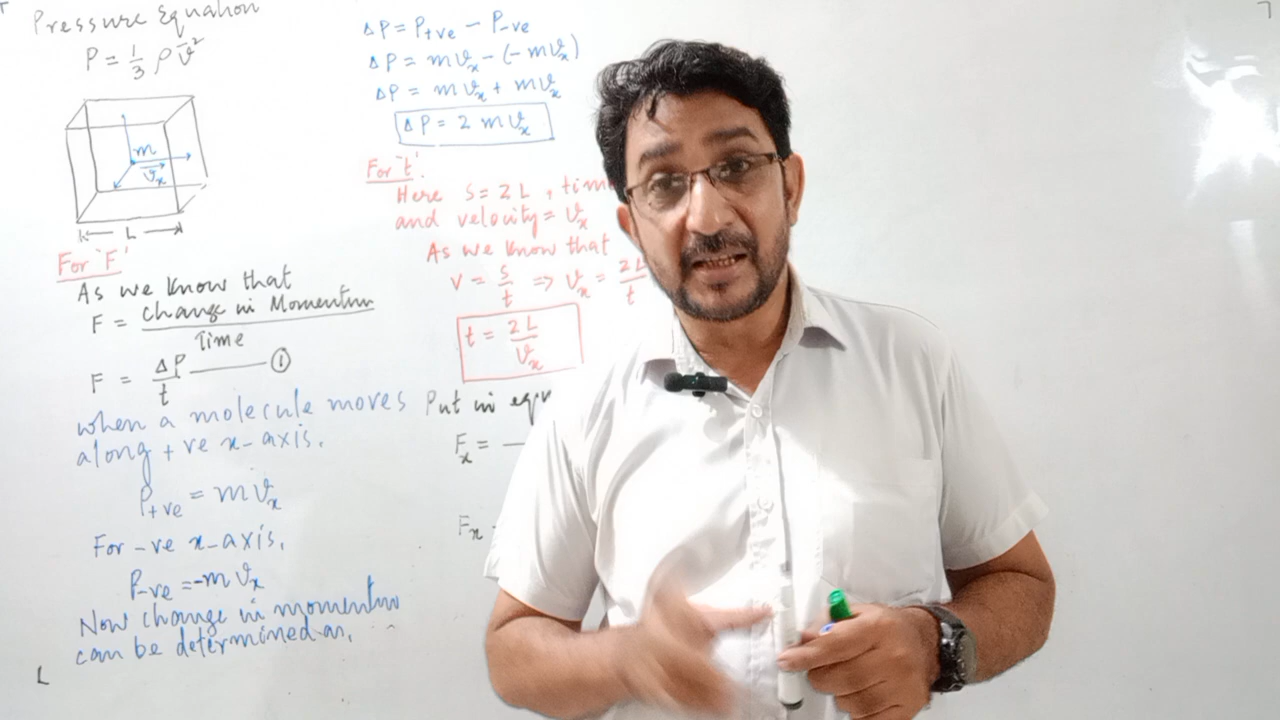 Pressure Equation
P = 1/3 ρ v̄²
m
v⃗x
L
For 'F'
As we know that
F = change in Momentum / Time
F = ΔP / t ——— ①
when a molecule moves
along +ve x-axis.
P+ve = m vx
For -ve x-axis,
P-ve = -m vx
Now change in momentum
can be determined as,
ΔP = P+ve - P-ve
ΔP = m vx - (- m vx)
ΔP = m vx + m vx
ΔP = 2 m vx
For 't'.
Here S = 2 L , tim
and velocity = vx
As we know that
V = S/t ⇒ vx = 2L/t
t = 2L / vx
Put in eq
Fx =
Fx